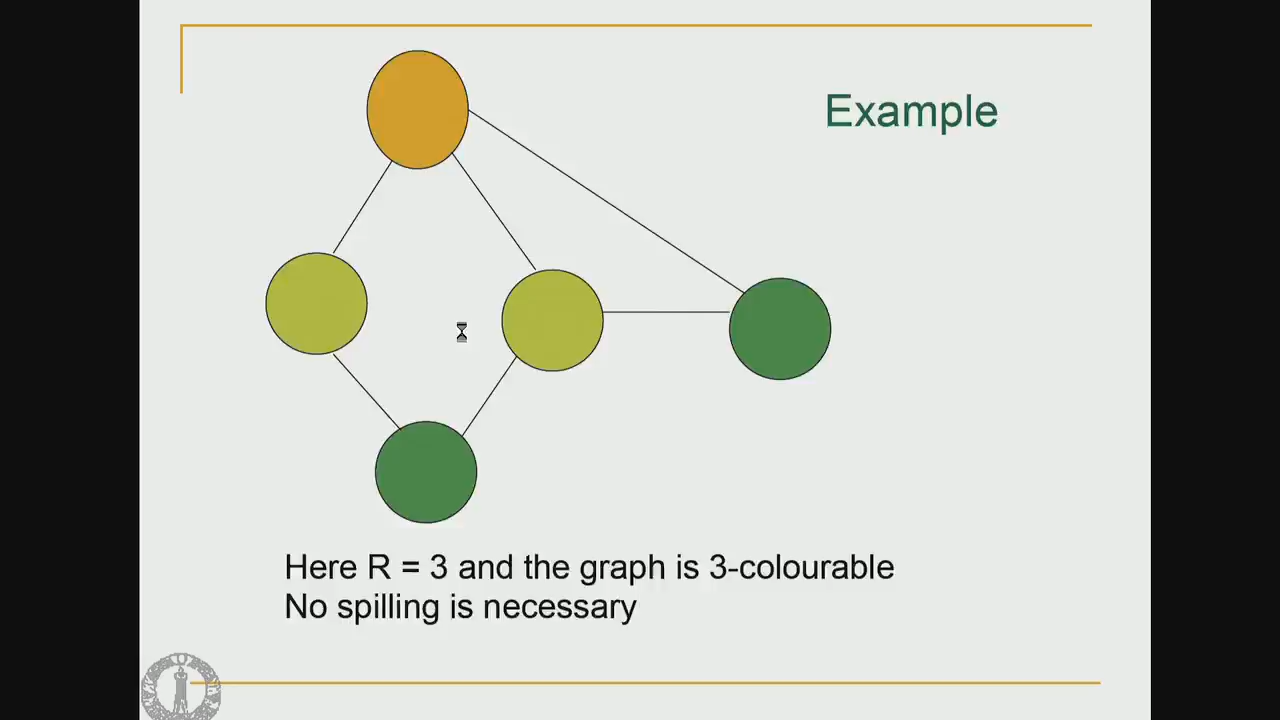 Example
Here R = 3 and the graph is 3-colourable
No spilling is necessary